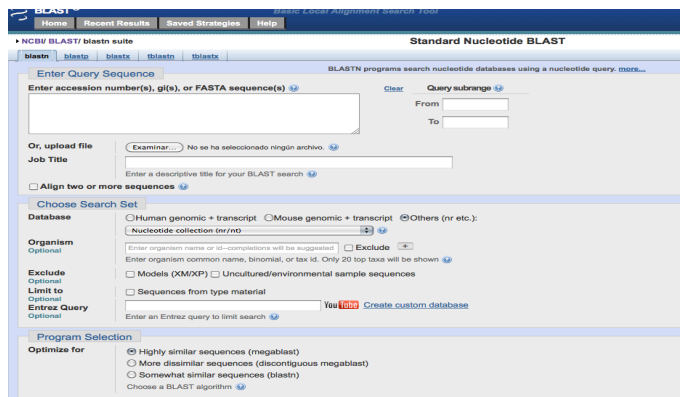 BLAST
Basic Local Alignment Search Tool
Home Recent Results Saved Strategies Help
NCBI/ BLAST/ blastn suite
Standard Nucleotide BLAST
blastn blastp blastx tblastn tblastx
BLASTN programs search nucleotide databases using a nucleotide query. more...
Enter Query Sequence
Enter accession number(s), gi(s), or FASTA sequence(s)
Clear
Query subrange
From
To
Or, upload file
Examinar... No se ha seleccionado ningún archivo.
Job Title
Enter a descriptive title for your BLAST search
Align two or more sequences
Choose Search Set
Database
Human genomic + transcript Mouse genomic + transcript Others (nr etc.):
Nucleotide collection (nr/nt)
Organism
Optional
Enter organism name or id--completions will be suggested
Exclude +
Enter organism common name, binomial, or tax id. Only 20 top taxa will be shown
Exclude
Optional
Models (XM/XP) Uncultured/environmental sample sequences
Limit to
Optional
Sequences from type material
Entrez Query
Optional
YouTube Create custom database
Enter an Entrez query to limit search
Program Selection
Optimize for
Highly similar sequences (megablast)
More dissimilar sequences (discontiguous megablast)
Somewhat similar sequences (blastn)
Choose a BLAST algorithm